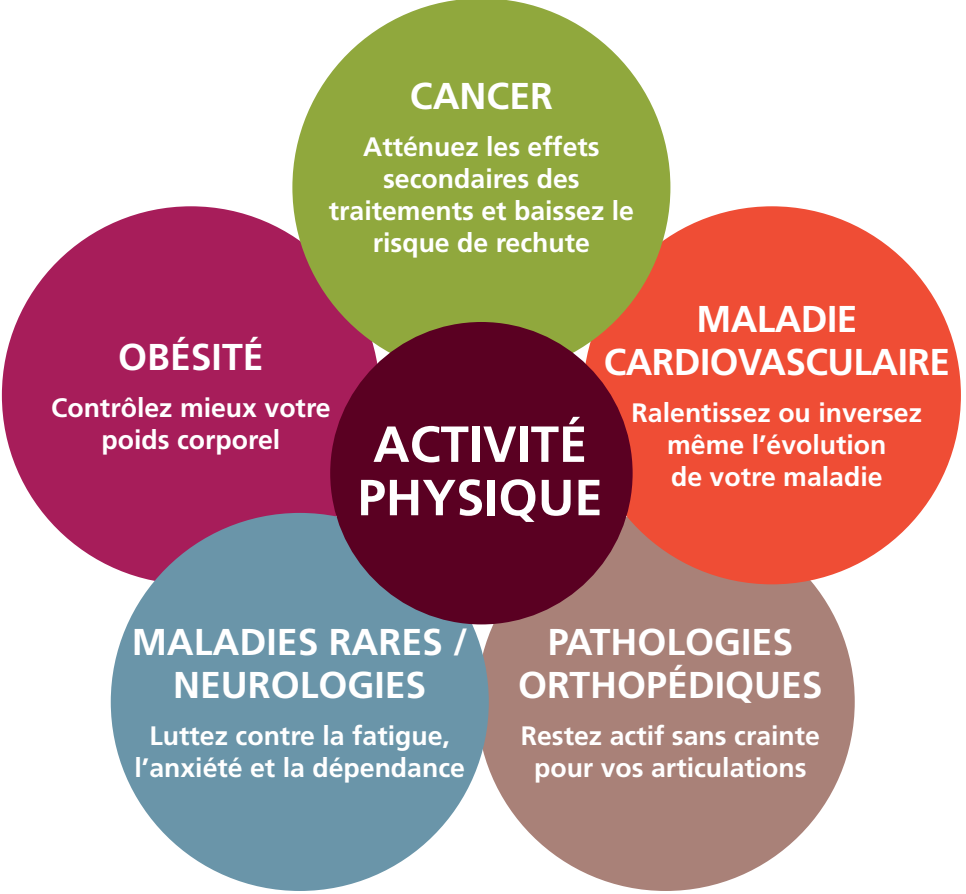 CANCER
Atténuez les effets
secondaires des
traitements et baissez le
risque de rechute
MALADIE
CARDIOVASCULAIRE
Ralentissez ou inversez
même l’évolution
de votre maladie
OBÉSITÉ
Contrôlez mieux votre
poids corporel
ACTIVITÉ
PHYSIQUE
MALADIES RARES /
NEUROLOGIES
Luttez contre la fatigue,
l’anxiété et la dépendance
PATHOLOGIES
ORTHOPÉDIQUES
Restez actif sans crainte
pour vos articulations